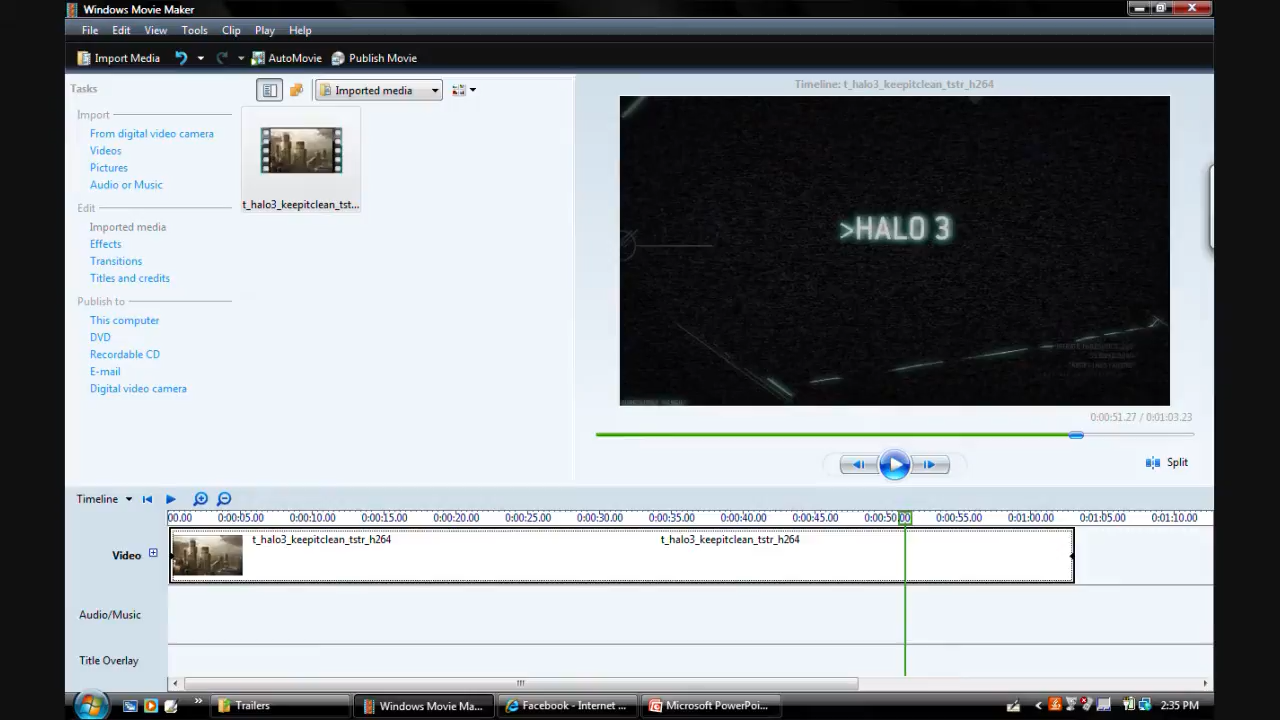 Windows Movie Maker
File Edit View Tools Clip Play Help
Import Media AutoMovie Publish Movie
Tasks
Imported media
Import
From digital video camera
Videos
Pictures
Audio or Music
Edit
Imported media
Effects
Transitions
Titles and credits
Publish to
This computer
DVD
Recordable CD
E-mail
Digital video camera
t_halo3_keepitclean_tst...
Timeline: t_halo3_keepitclean_tstr_h264
>HALO 3
0:00:51.27 / 0:01:03.23
Split
Timeline
00.00 0:00:05.00 0:00:10.00 0:00:15.00 0:00:20.00 0:00:25.00 0:00:30.00 0:00:35.00 0:00:40.00 0:00:45.00 0:00:50.00 0:00:55.00 0:01:00.00 0:01:05.00 0:01:10.00
Video
t_halo3_keepitclean_tstr_h264 t_halo3_keepitclean_tstr_h264
Audio/Music
Title Overlay
Trailers Windows Movie Ma... Facebook - Internet ... Microsoft PowerPoi... 2:35 PM